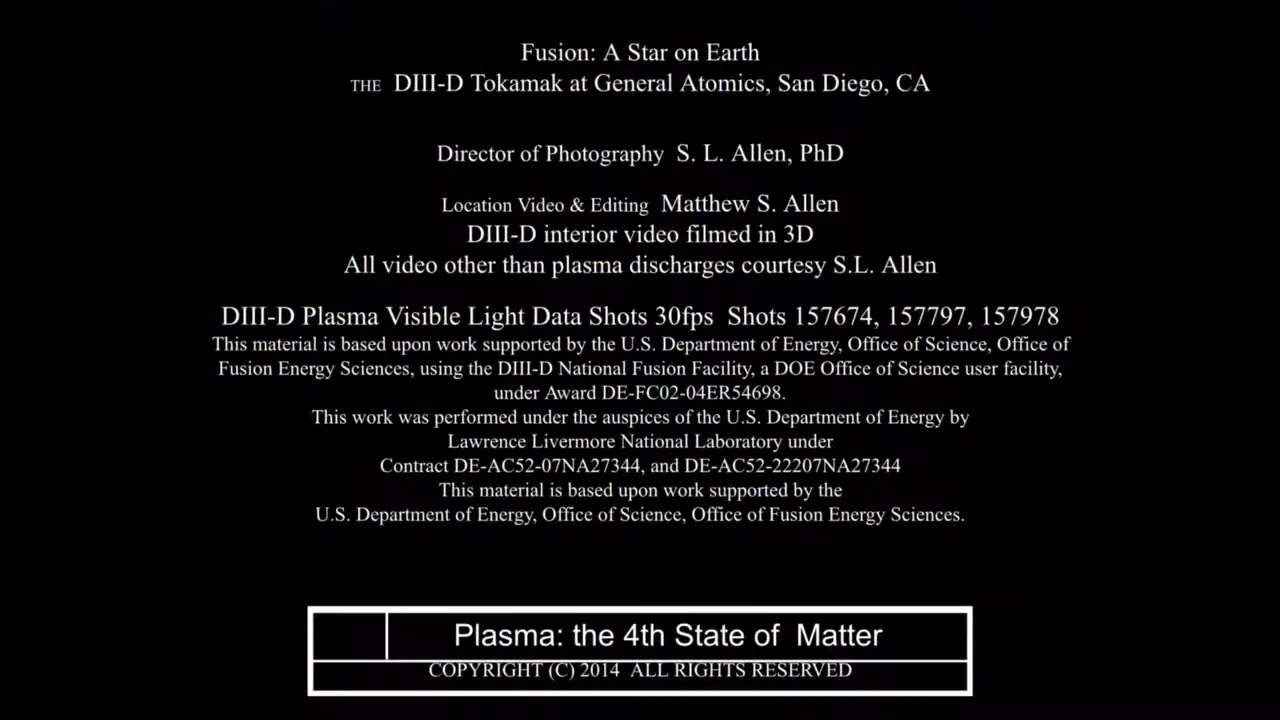 Fusion: A Star on Earth
THE DIII-D Tokamak at General Atomics, San Diego, CA
Director of Photography S. L. Allen, PhD
Location Video & Editing Matthew S. Allen
DIII-D interior video filmed in 3D
All video other than plasma discharges courtesy S.L. Allen
DIII-D Plasma Visible Light Data Shots 30fps Shots 157674, 157797, 157978
This material is based upon work supported by the U.S. Department of Energy, Office of Science, Office of
Fusion Energy Sciences, using the DIII-D National Fusion Facility, a DOE Office of Science user facility,
under Award DE-FC02-04ER54698.
This work was performed under the auspices of the U.S. Department of Energy by
Lawrence Livermore National Laboratory under
Contract DE-AC52-07NA27344, and DE-AC52-22207NA27344
This material is based upon work supported by the
U.S. Department of Energy, Office of Science, Office of Fusion Energy Sciences.
Plasma: the 4th State of Matter
COPYRIGHT (C) 2014 ALL RIGHTS RESERVED